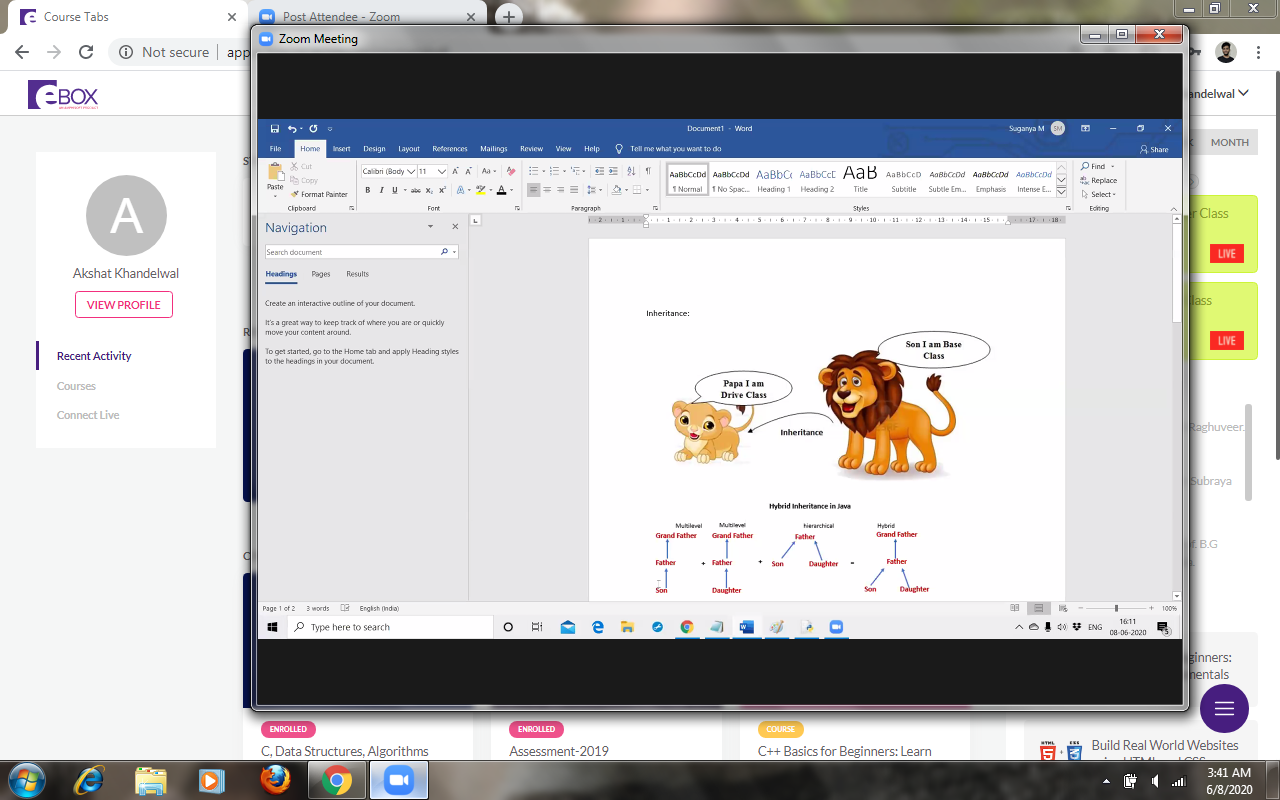 Course Tabs
Post Attendee - Zoom
Not secure
app
Zoom Meeting
eBOX
andelwal
MONTH
Document1 - Word
Suganya M
SM
File Home Insert Design Layout References Mailings Review View Help Tell me what you want to do
Share
Paste
Cut
Copy
Format Painter
Clipboard
Calibri (Body 11
Font
Paragraph
AaBbCcDd AaBbCcDd AaBbCc AaBbCcD AaB AaBbCcD AaBbCcDd AaBbCcDd AaBbCcDd
¶ Normal ¶ No Spac... Heading 1 Heading 2 Title Subtitle Subtle Em... Emphasis Intense E...
Styles
Find
Replace
Select
Editing
Navigation
Search document
Headings Pages Results
Create an interactive outline of your document.
It's a great way to keep track of where you are or quickly
move your content around.
To get started, go to the Home tab and apply Heading styles
to the headings in your document.
Inheritance:
Son I am Base
Class
Papa I am
Drive Class
Inheritance
Hybrid Inheritance in Java
Multilevel Multilevel hierarchical Hybrid
Grand Father Grand Father Father Grand Father
Father + Father + Son Daughter = Father
Son Daughter Son Daughter
Page 1 of 2 3 words English (India)
100%
Type here to search
ENG
16:11
08-06-2020
5
A
Akshat Khandelwal
VIEW PROFILE
Recent Activity
Courses
Connect Live
r Class
LIVE
lass
LIVE
Raghuveer.
Subraya
f. B.G
ginners:
mentals
ENROLLED
C, Data Structures, Algorithms
ENROLLED
Assessment-2019
COURSE
C++ Basics for Beginners: Learn
HTML
CSS
Build Real World Websites
3:41 AM
6/8/2020